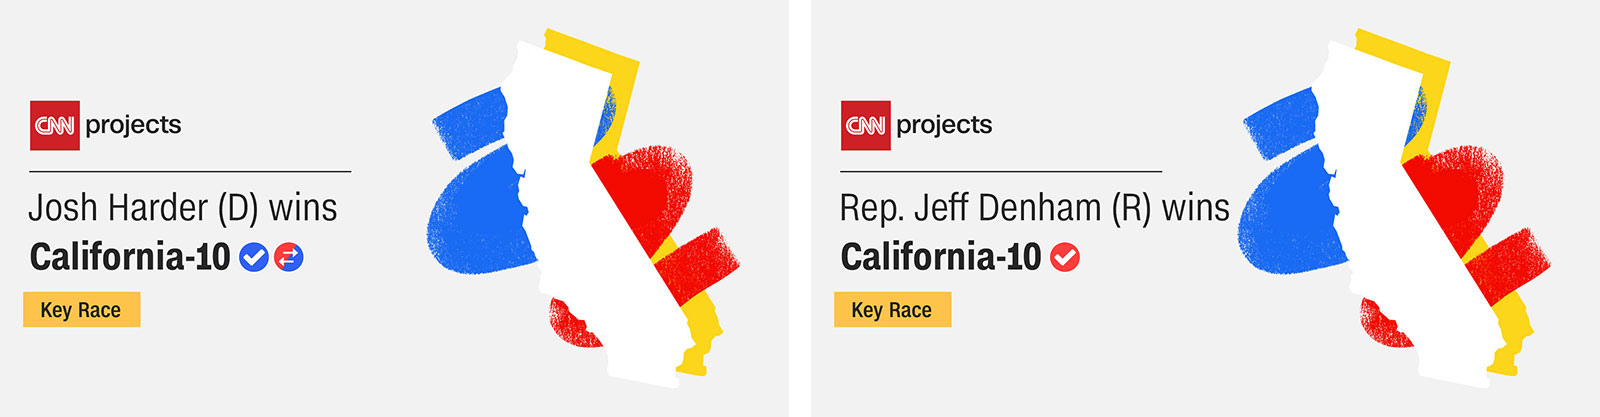 CNN projects
Josh Harder (D) wins
California-10
Key Race
CNN projects
Rep. Jeff Denham (R) wins
California-10
Key Race